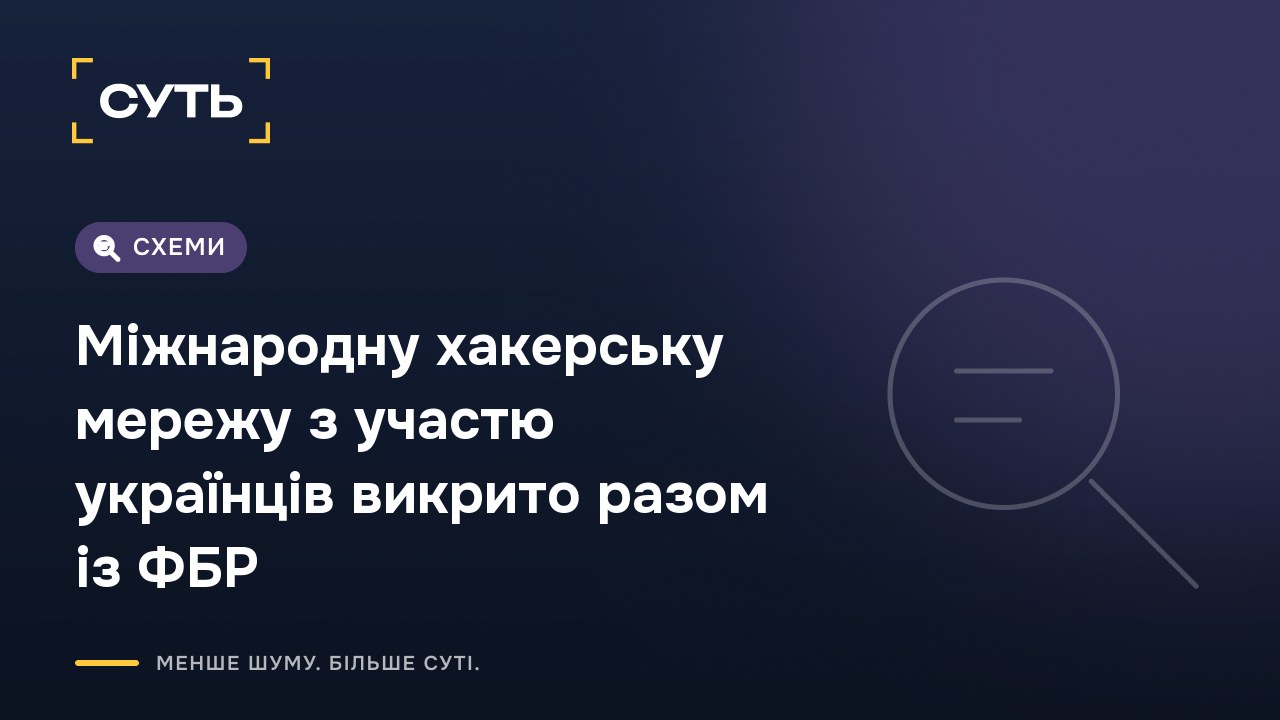 СУТЬ
СХЕМИ
Міжнародну хакерську
мережу з участю
українців викрито разом
із ФБР
МЕНШЕ ШУМУ. БІЛЬШЕ СУТІ.